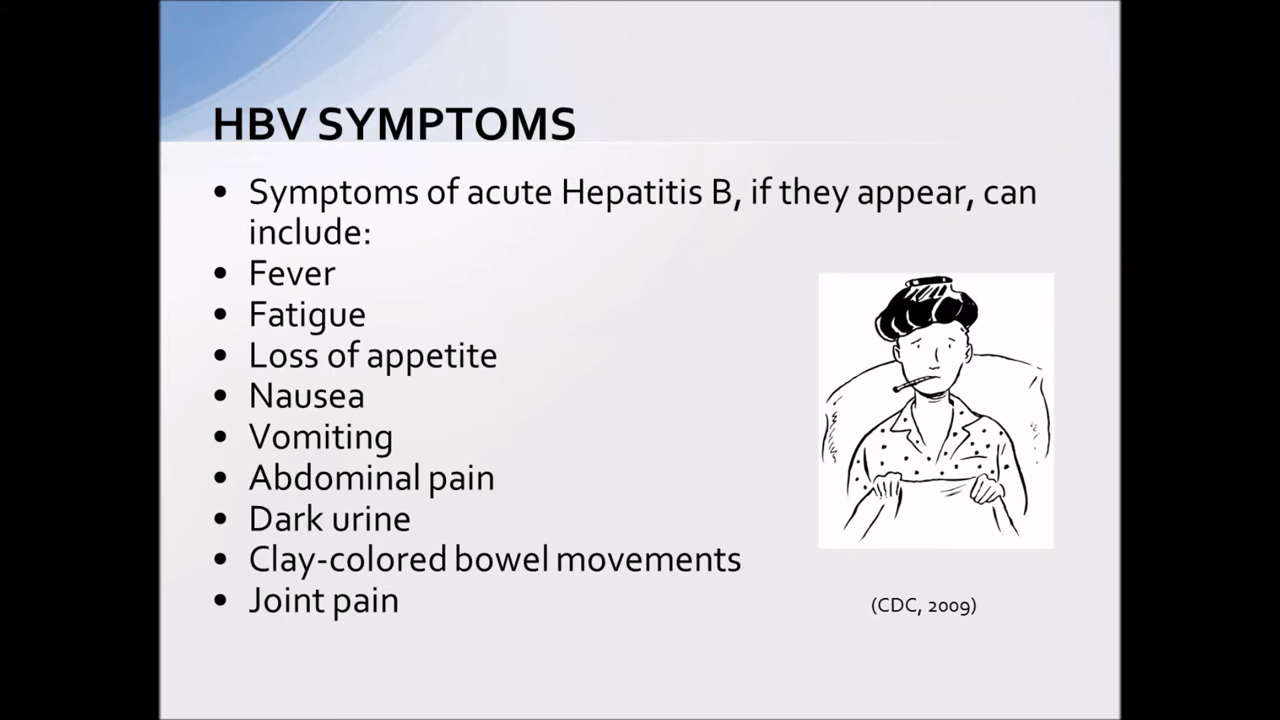 HBV SYMPTOMS
• Symptoms of acute Hepatitis B, if they appear, can
include:
• Fever
• Fatigue
• Loss of appetite
• Nausea
• Vomiting
• Abdominal pain
• Dark urine
• Clay-colored bowel movements
• Joint pain
(CDC, 2009)